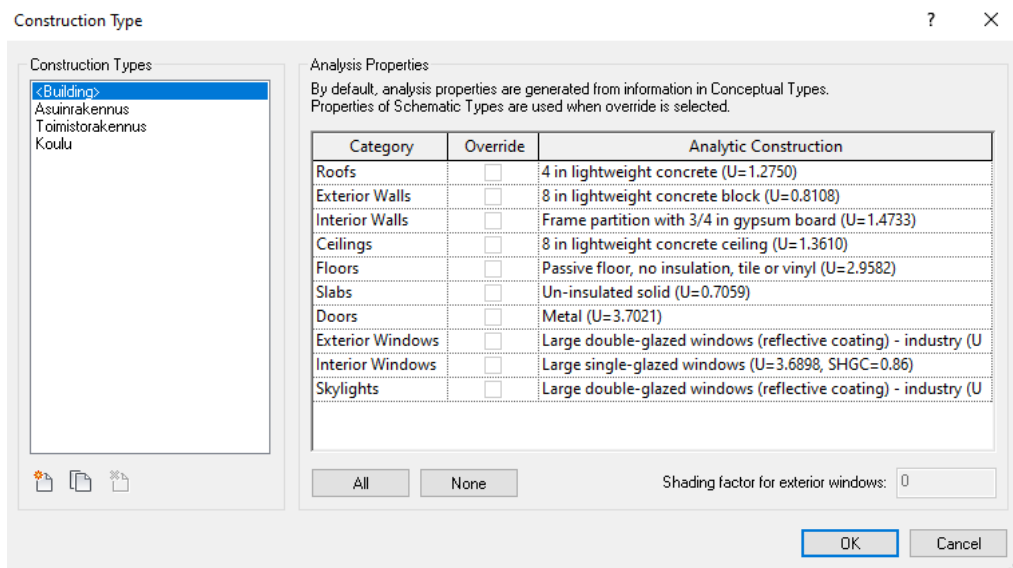 Construction Type
?
Construction Types
<Building>
Asuinrakennus
Toimistorakennus
Koulu
Analysis Properties
By default, analysis properties are generated from information in Conceptual Types.
Properties of Schematic Types are used when override is selected.
Category Override Analytic Construction
Roofs 4 in lightweight concrete (U=1.2750)
Exterior Walls 8 in lightweight concrete block (U=0.8108)
Interior Walls Frame partition with 3/4 in gypsum board (U=1.4733)
Ceilings 8 in lightweight concrete ceiling (U=1.3610)
Floors Passive floor, no insulation, tile or vinyl (U=2.9582)
Slabs Un-insulated solid (U=0.7059)
Doors Metal (U=3.7021)
Exterior Windows Large double-glazed windows (reflective coating) - industry (U
Interior Windows Large single-glazed windows (U=3.6898, SHGC=0.86)
Skylights Large double-glazed windows (reflective coating) - industry (U
All None Shading factor for exterior windows: 0
OK Cancel